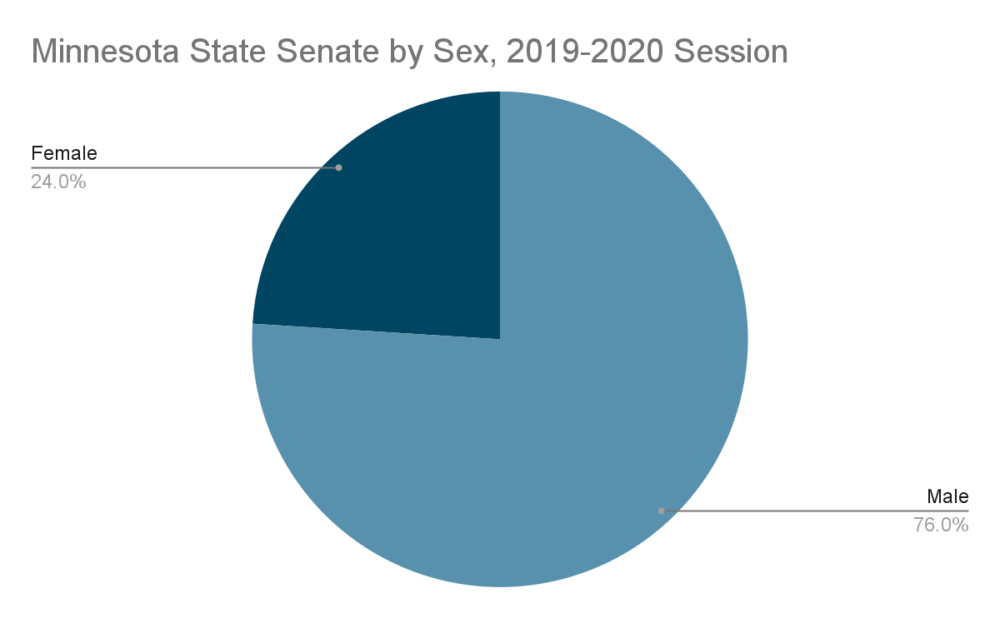 Minnesota State Senate by Sex, 2019-2020 Session
Female
24.0%
Male
76.0%